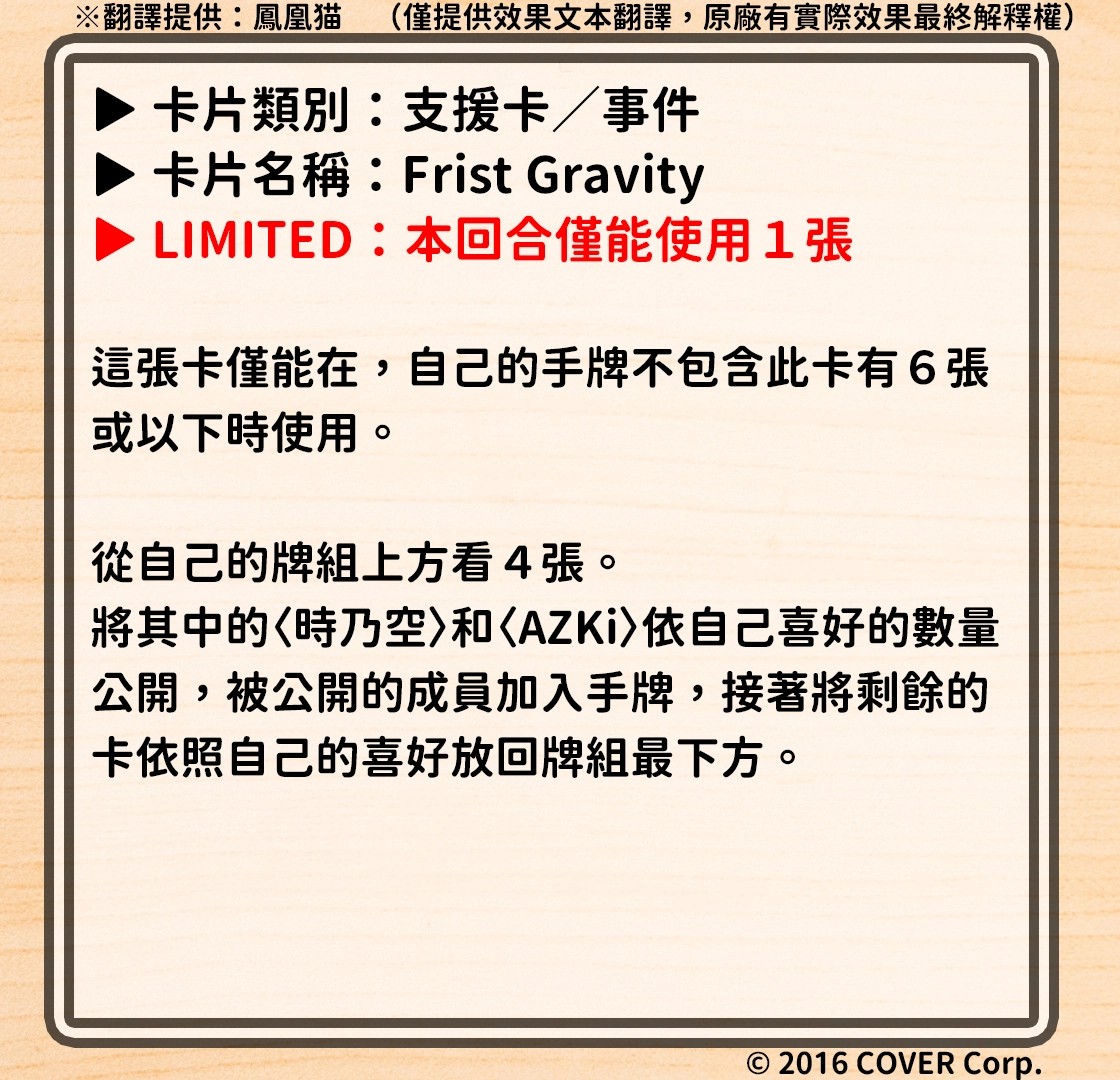 ※翻譯提供：鳳凰猫　（僅提供效果文本翻譯，原廠有實際效果最終解釋權）
▶ 卡片類別：支援卡／事件
▶ 卡片名稱：Frist Gravity
▶ LIMITED：本回合僅能使用１張
這張卡僅能在，自己的手牌不包含此卡有６張
或以下時使用。
從自己的牌組上方看４張。
將其中的〈時乃空〉和〈AZKi〉依自己喜好的數量
公開，被公開的成員加入手牌，接著將剩餘的
卡依照自己的喜好放回牌組最下方。
© 2016 COVER Corp.